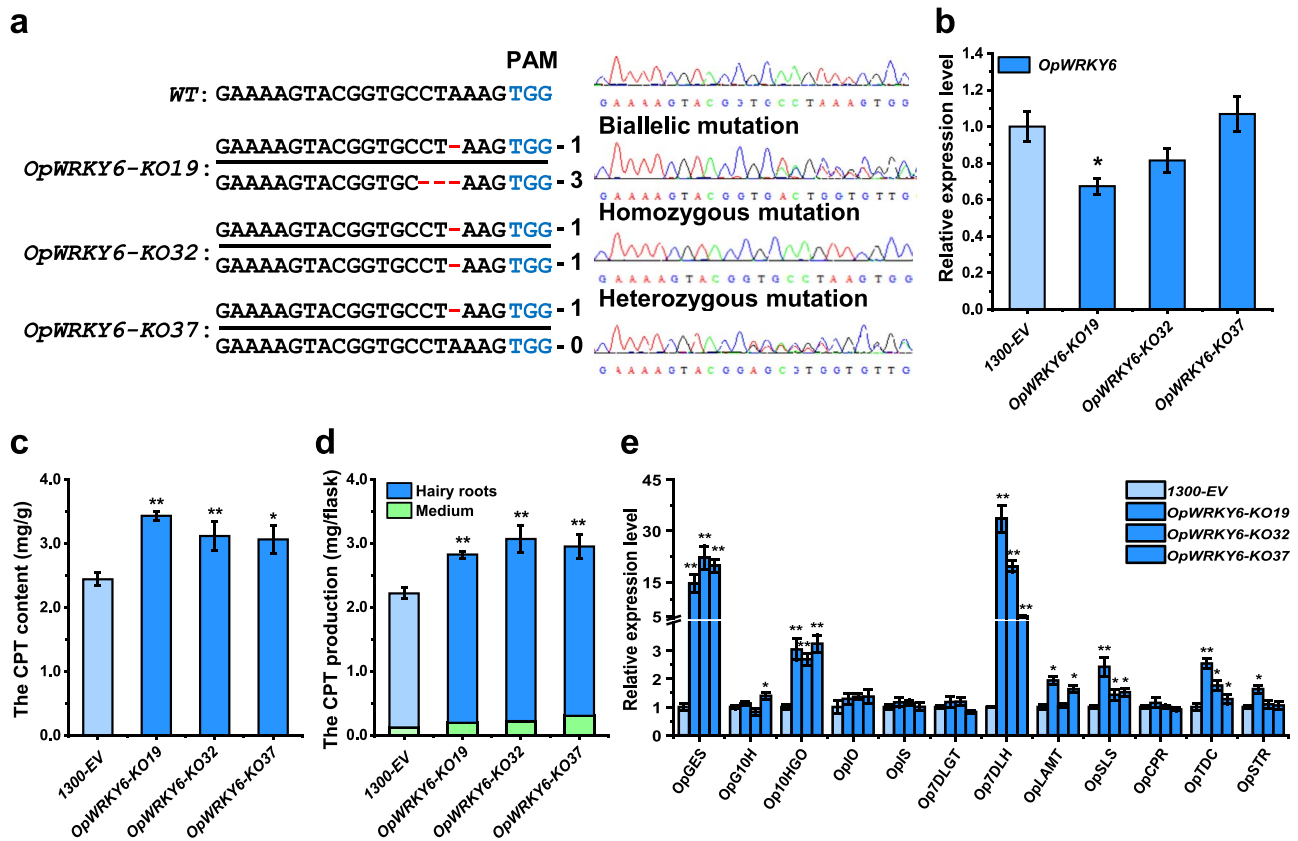 a
PAM
WT: GAAAAGTACGGTGCCTAAAGTGG
G A A A A G T A C G G T G C C T A A A G T G G
Biallelic mutation
OpWRKY6-KO19:
GAAAAGTACGGTGCCT-AAGTGG - 1
GAAAAGTACGGTGC---AAGTGG - 3
G A A A A G T A C G G T G A C T G G T G T T G
Homozygous mutation
OpWRKY6-KO32:
GAAAAGTACGGTGCCT-AAGTGG - 1
GAAAAGTACGGTGCCT-AAGTGG - 1
G A A A A G T A C G G T G C C T A A G T G G
Heterozygous mutation
OpWRKY6-KO37:
GAAAAGTACGGTGCCT-AAGTGG - 1
GAAAAGTACGGTGCCTAAAGTGG - 0
G A A A A G T A C G G A G C G T G G T G T T G
b
Relative expression level
1.4
1.2
1.0
0.8
0.6
0.4
0.2
0.0
OpWRKY6
*
1300-EV
OpWRKY6-KO19
OpWRKY6-KO32
OpWRKY6-KO37
c
The CPT content (mg/g)
4.0
3.0
2.0
1.0
0.0
**
**
*
1300-EV
OpWRKY6-KO19
OpWRKY6-KO32
OpWRKY6-KO37
d
The CPT production (mg/flask)
4.0
3.0
2.0
1.0
0.0
Hairy roots
Medium
**
**
**
1300-EV
OpWRKY6-KO19
OpWRKY6-KO32
OpWRKY6-KO37
e
Relative expression level
45
30
15
5
3
2
1
0
1300-EV
OpWRKY6-KO19
OpWRKY6-KO32
OpWRKY6-KO37
** ** **
*
** ** **
** ** **
* *
** * *
** * *
*
OpGES
OpG10H
Op10HGO
OpIO
OpIS
Op7DLGT
Op7DLH
OpLAMT
OpSLS
OpCPR
OpTDC
OpSTR